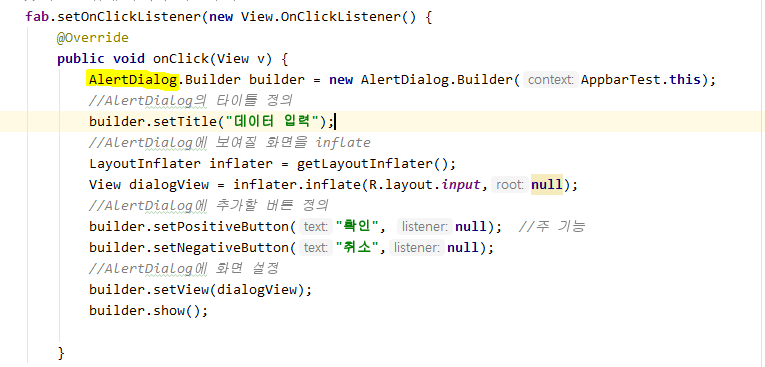 fab.setOnClickListener(new View.OnClickListener() {
@Override
public void onClick(View v) {
AlertDialog.Builder builder = new AlertDialog.Builder( context: AppbarTest.this);
//AlertDialog의 타이틀 정의
builder.setTitle("데이터 입력");
//AlertDialog에 보여질 화면을 inflate
LayoutInflater inflater = getLayoutInflater();
View dialogView = inflater.inflate(R.layout.input, root: null);
//AlertDialog에 추가할 버튼 정의
builder.setPositiveButton( text: "확인", listener: null); //주 기능
builder.setNegativeButton( text: "취소", listener: null);
//AlertDialog에 화면 설정
builder.setView(dialogView);
builder.show();
}